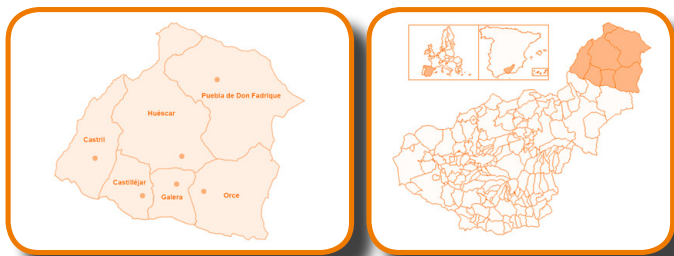 Puebla de Don Fadrique
Huéscar
Castril
Castilléjar
Galera
Orce